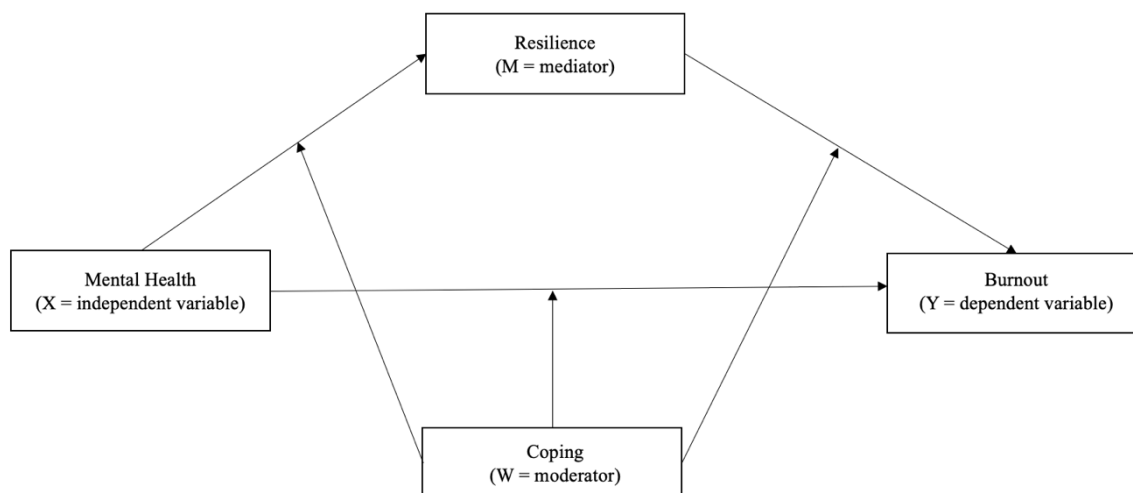 Resilience
(M = mediator)
Mental Health
(X = independent variable)
Burnout
(Y = dependent variable)
Coping
(W = moderator)